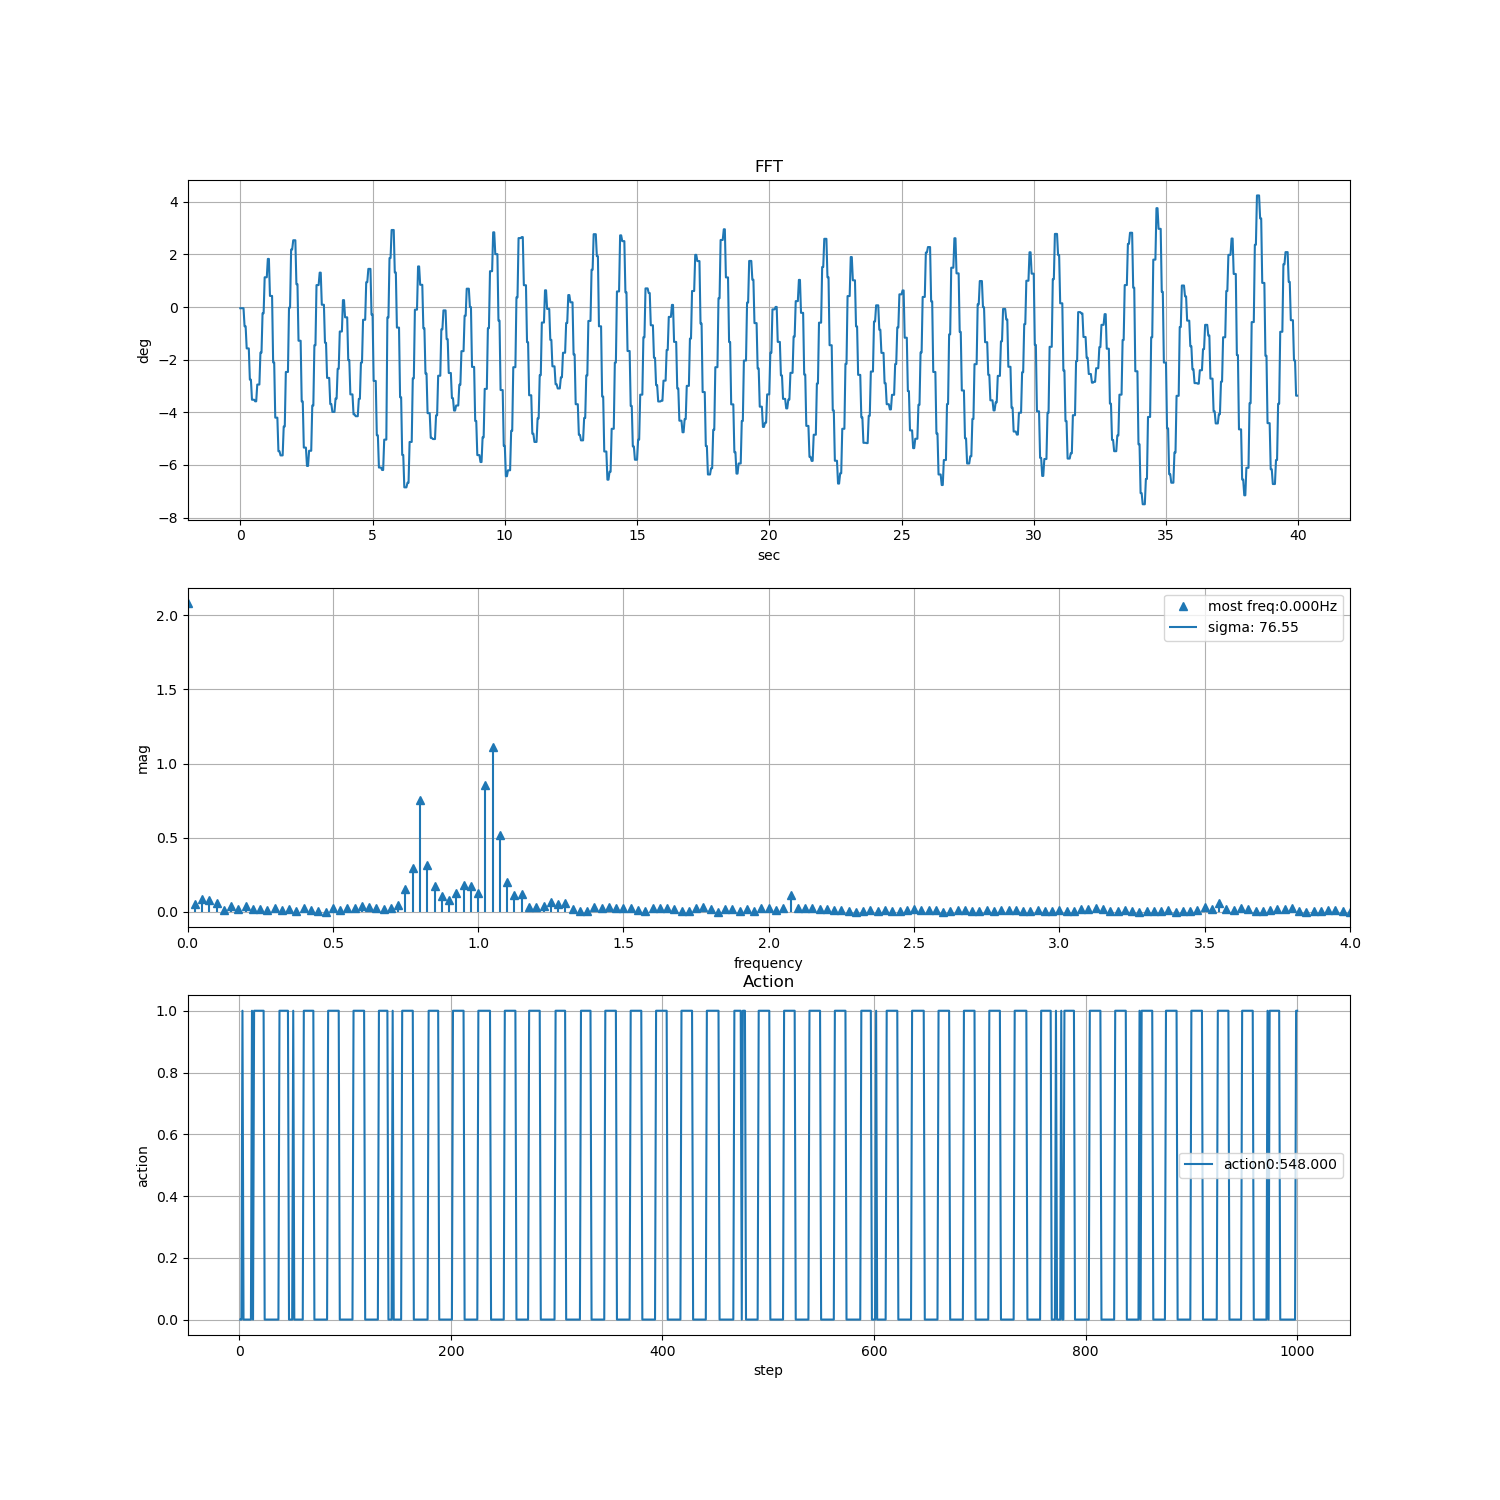 FFT
4
2
0
−2
−4
−6
−8
deg
0 5 10 15 20 25 30 35 40
sec
2.0
1.5
1.0
0.5
0.0
mag
most freq:0.000Hz
sigma: 76.55
0.0 0.5 1.0 1.5 2.0 2.5 3.0 3.5 4.0
frequency
Action
1.0
0.8
0.6
0.4
0.2
0.0
action
action0:548.000
0 200 400 600 800 1000
step